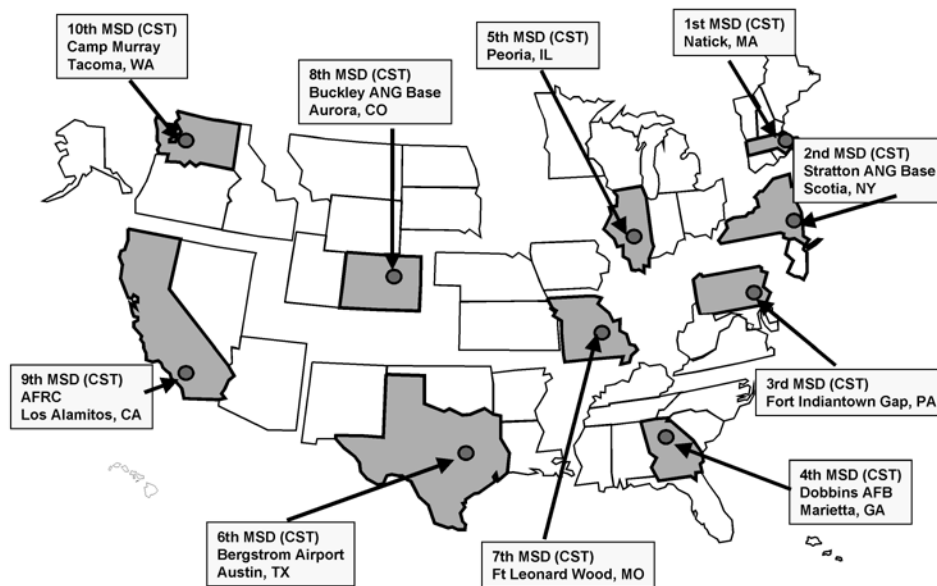 10th MSD (CST)
Camp Murray
Tacoma, WA
8th MSD (CST)
Buckley ANG Base
Aurora, CO
5th MSD (CST)
Peoria, IL
1st MSD (CST)
Natick, MA
2nd MSD (CST)
Stratton ANG Base
Scotia, NY
9th MSD (CST)
AFRC
Los Alamitos, CA
3rd MSD (CST)
Fort Indiantown Gap, PA
6th MSD (CST)
Bergstrom Airport
Austin, TX
7th MSD (CST)
Ft Leonard Wood, MO
4th MSD (CST)
Dobbins AFB
Marietta, GA